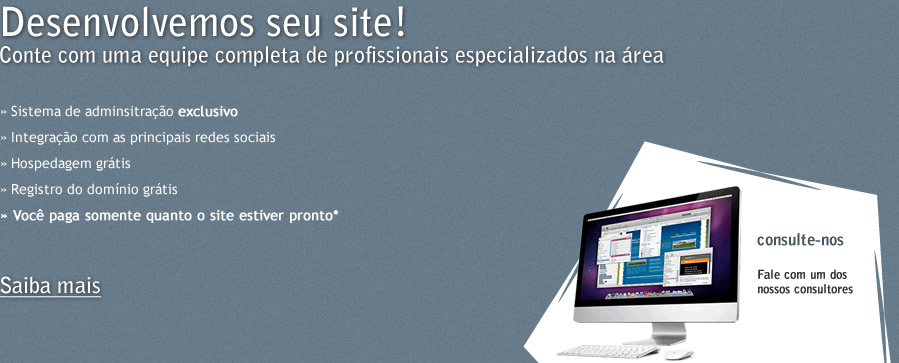 Desenvolvemos seu site!
Conte com uma equipe completa de profissionais especializados na área
» Sistema de adminsitração exclusivo
» Integração com as principais redes sociais
» Hospedagem grátis
» Registro do domínio grátis
» Você paga somente quanto o site estiver pronto*
Saiba mais
consulte-nos
Fale com um dos
nossos consultores